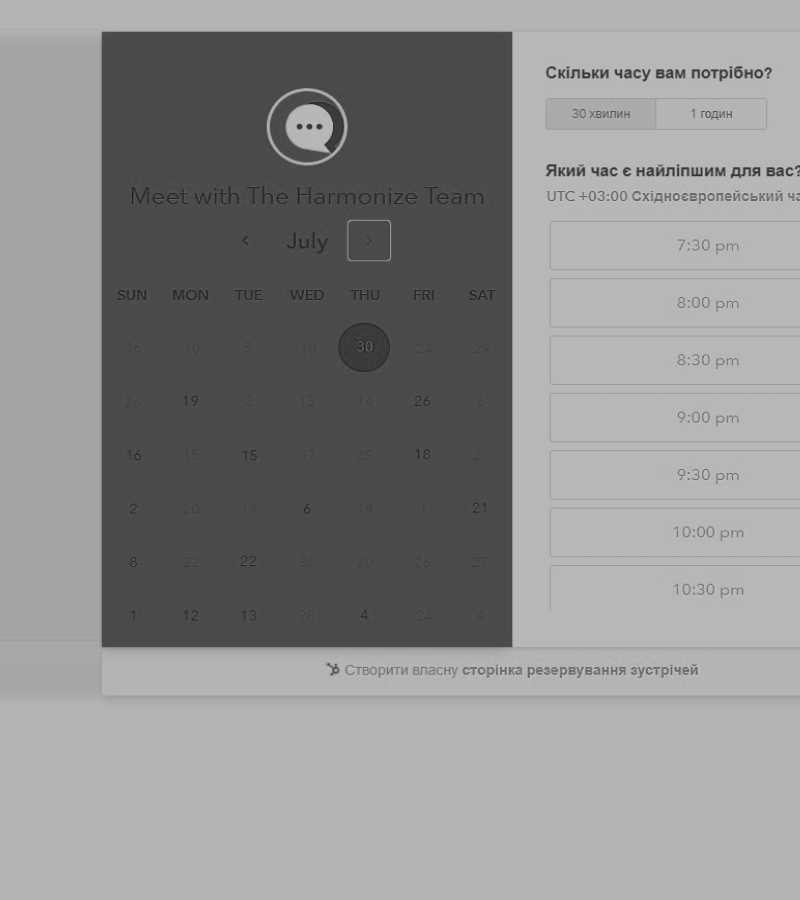 Meet with The Harmonize Team
July
SUN MON TUE WED THU FRI SAT
16 10 5 10 30 24 29
26 19 2 13 14 26 6
16 15 15 17 25 18 21
2 20 14 6 14 1 21
8 22 22 30 20 26 27
1 12 13 28 4 24 4
Скільки часу вам потрібно?
30 хвилин 1 годин
Який час є найліпшим для вас?
UTC +03:00 Східноєвропейський ча
7:30 pm
8:00 pm
8:30 pm
9:00 pm
9:30 pm
10:00 pm
10:30 pm
Створити власну сторінка резервування зустрічей